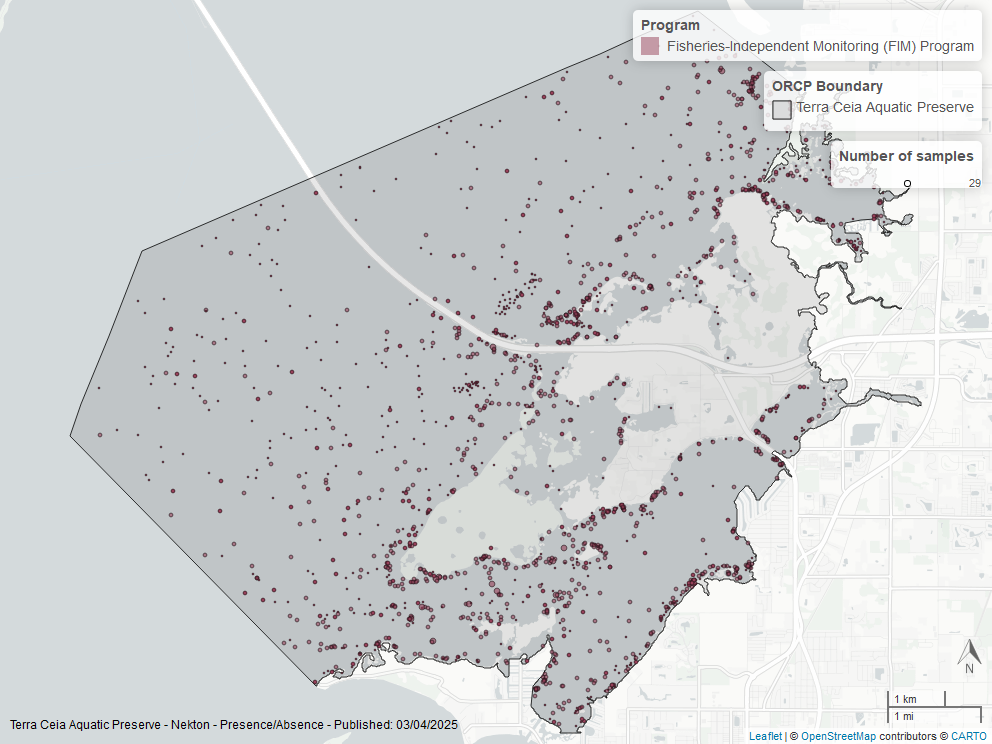 Program
Fisheries-Independent Monitoring (FIM) Program
ORCP Boundary
Terra Ceia Aquatic Preserve
Number of samples
29
N
1 km
1 mi
Terra Ceia Aquatic Preserve - Nekton - Presence/Absence - Published: 03/04/2025
Leaflet | © OpenStreetMap contributors © CARTO